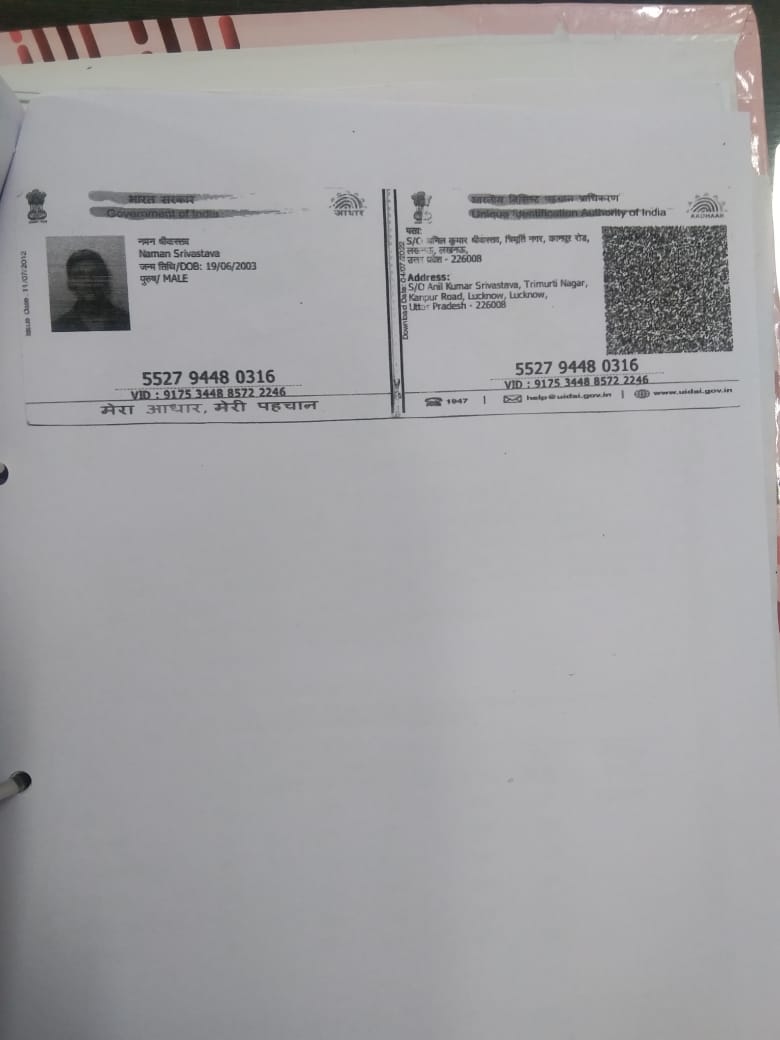 भारत सरकार
Government of India
आधार
Issue Date: 11/07/2012
नमन श्रीवास्तव
Naman Srivastava
जन्म तिथि/DOB: 19/06/2003
पुरुष/ MALE
5527 9448 0316
VID : 9175 3448 8572 2246
मेरा आधार, मेरी पहचान
भारतीय विशिष्ट पहचान प्राधिकरण
Unique Identification Authority of India
AADHAAR
Download Date: 04/07/2022
पता:
S/O अनिल कुमार श्रीवास्तव, त्रिमूर्ति नगर, कानपुर रोड,
लखनऊ, लखनऊ,
उत्तर प्रदेश - 226008
Address:
S/O Anil Kumar Srivastava, Trimurti Nagar,
Kanpur Road, Lucknow, Lucknow,
Uttar Pradesh - 226008
5527 9448 0316
VID : 9175 3448 8572 2246
1947 | help@uidai.gov.in | www.uidai.gov.in